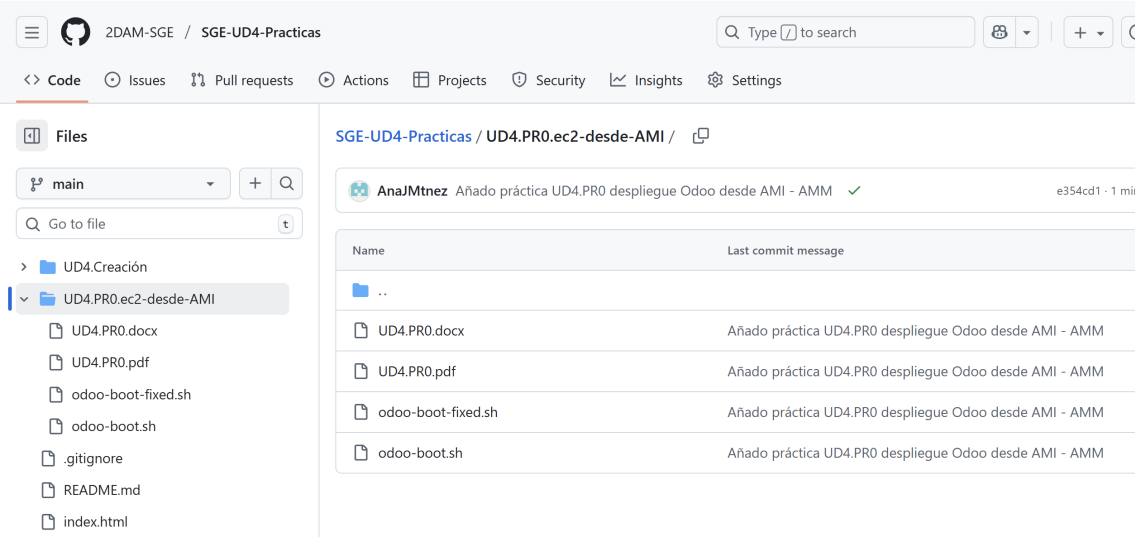 2DAM-SGE / SGE-UD4-Practicas
Type / to search
Code Issues Pull requests Actions Projects Security Insights Settings
Files
main
Go to file t
UD4.Creación
UD4.PR0.ec2-desde-AMI
UD4.PR0.docx
UD4.PR0.pdf
odoo-boot-fixed.sh
odoo-boot.sh
.gitignore
README.md
index.html
SGE-UD4-Practicas / UD4.PR0.ec2-desde-AMI /
AnaJMtnez Añado práctica UD4.PR0 despliegue Odoo desde AMI - AMM e354cd1 · 1
Name Last commit message
..
UD4.PR0.docx Añado práctica UD4.PR0 despliegue Odoo desde AMI - AMM
UD4.PR0.pdf Añado práctica UD4.PR0 despliegue Odoo desde AMI - AMM
odoo-boot-fixed.sh Añado práctica UD4.PR0 despliegue Odoo desde AMI - AMM
odoo-boot.sh Añado práctica UD4.PR0 despliegue Odoo desde AMI - AMM